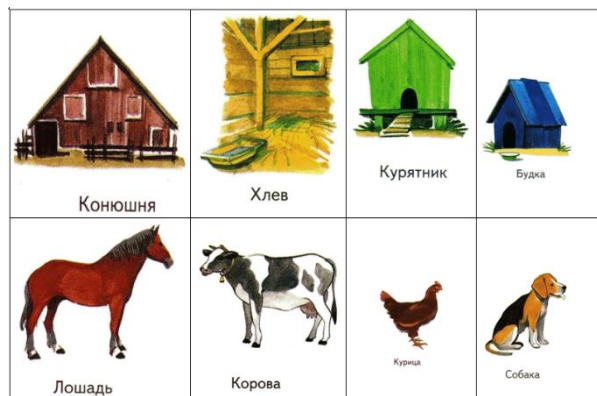 Конюшня
Хлев
Курятник
Будка
Лошадь
Корова
Курица
Собака